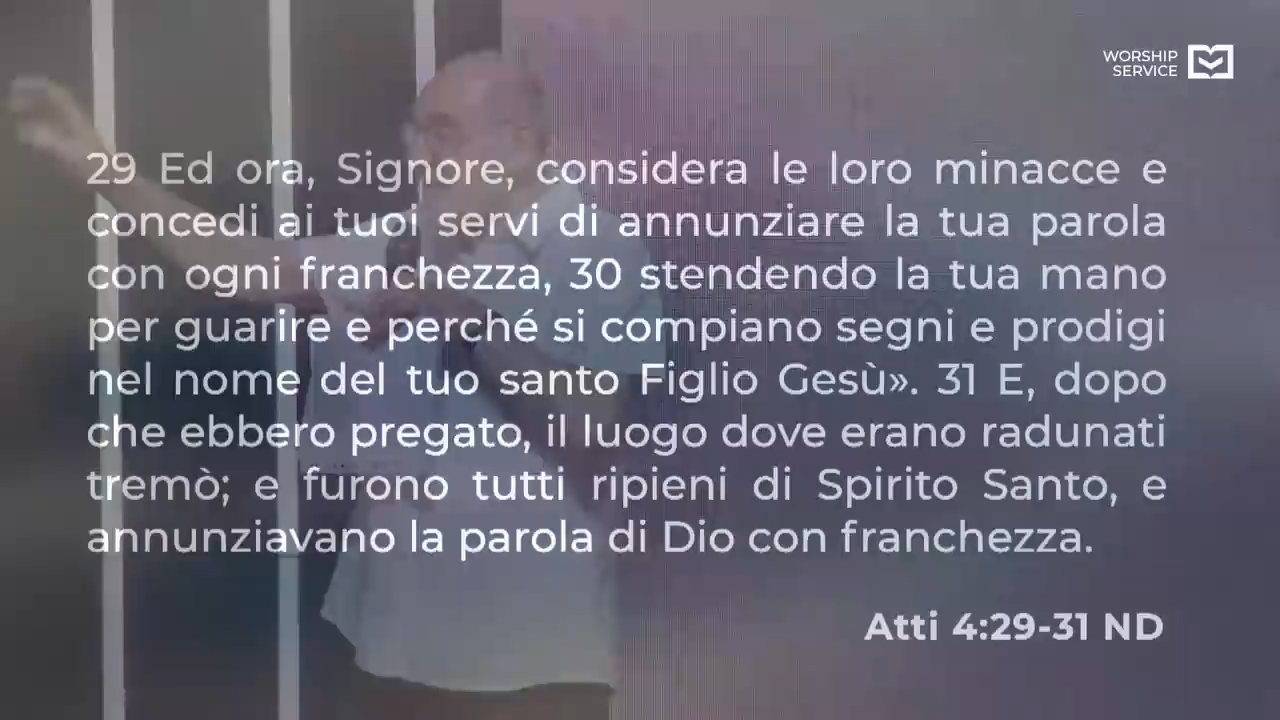 WORSHIP
SERVICE
29 Ed ora, Signore, considera le loro minacce e
concedi ai tuoi servi di annunziare la tua parola
con ogni franchezza, 30 stendendo la tua mano
per guarire e perché si compiano segni e prodigi
nel nome del tuo santo Figlio Gesù». 31 E, dopo
che ebbero pregato, il luogo dove erano radunati
tremò; e furono tutti ripieni di Spirito Santo, e
annunziavano la parola di Dio con franchezza.
Atti 4:29-31 ND